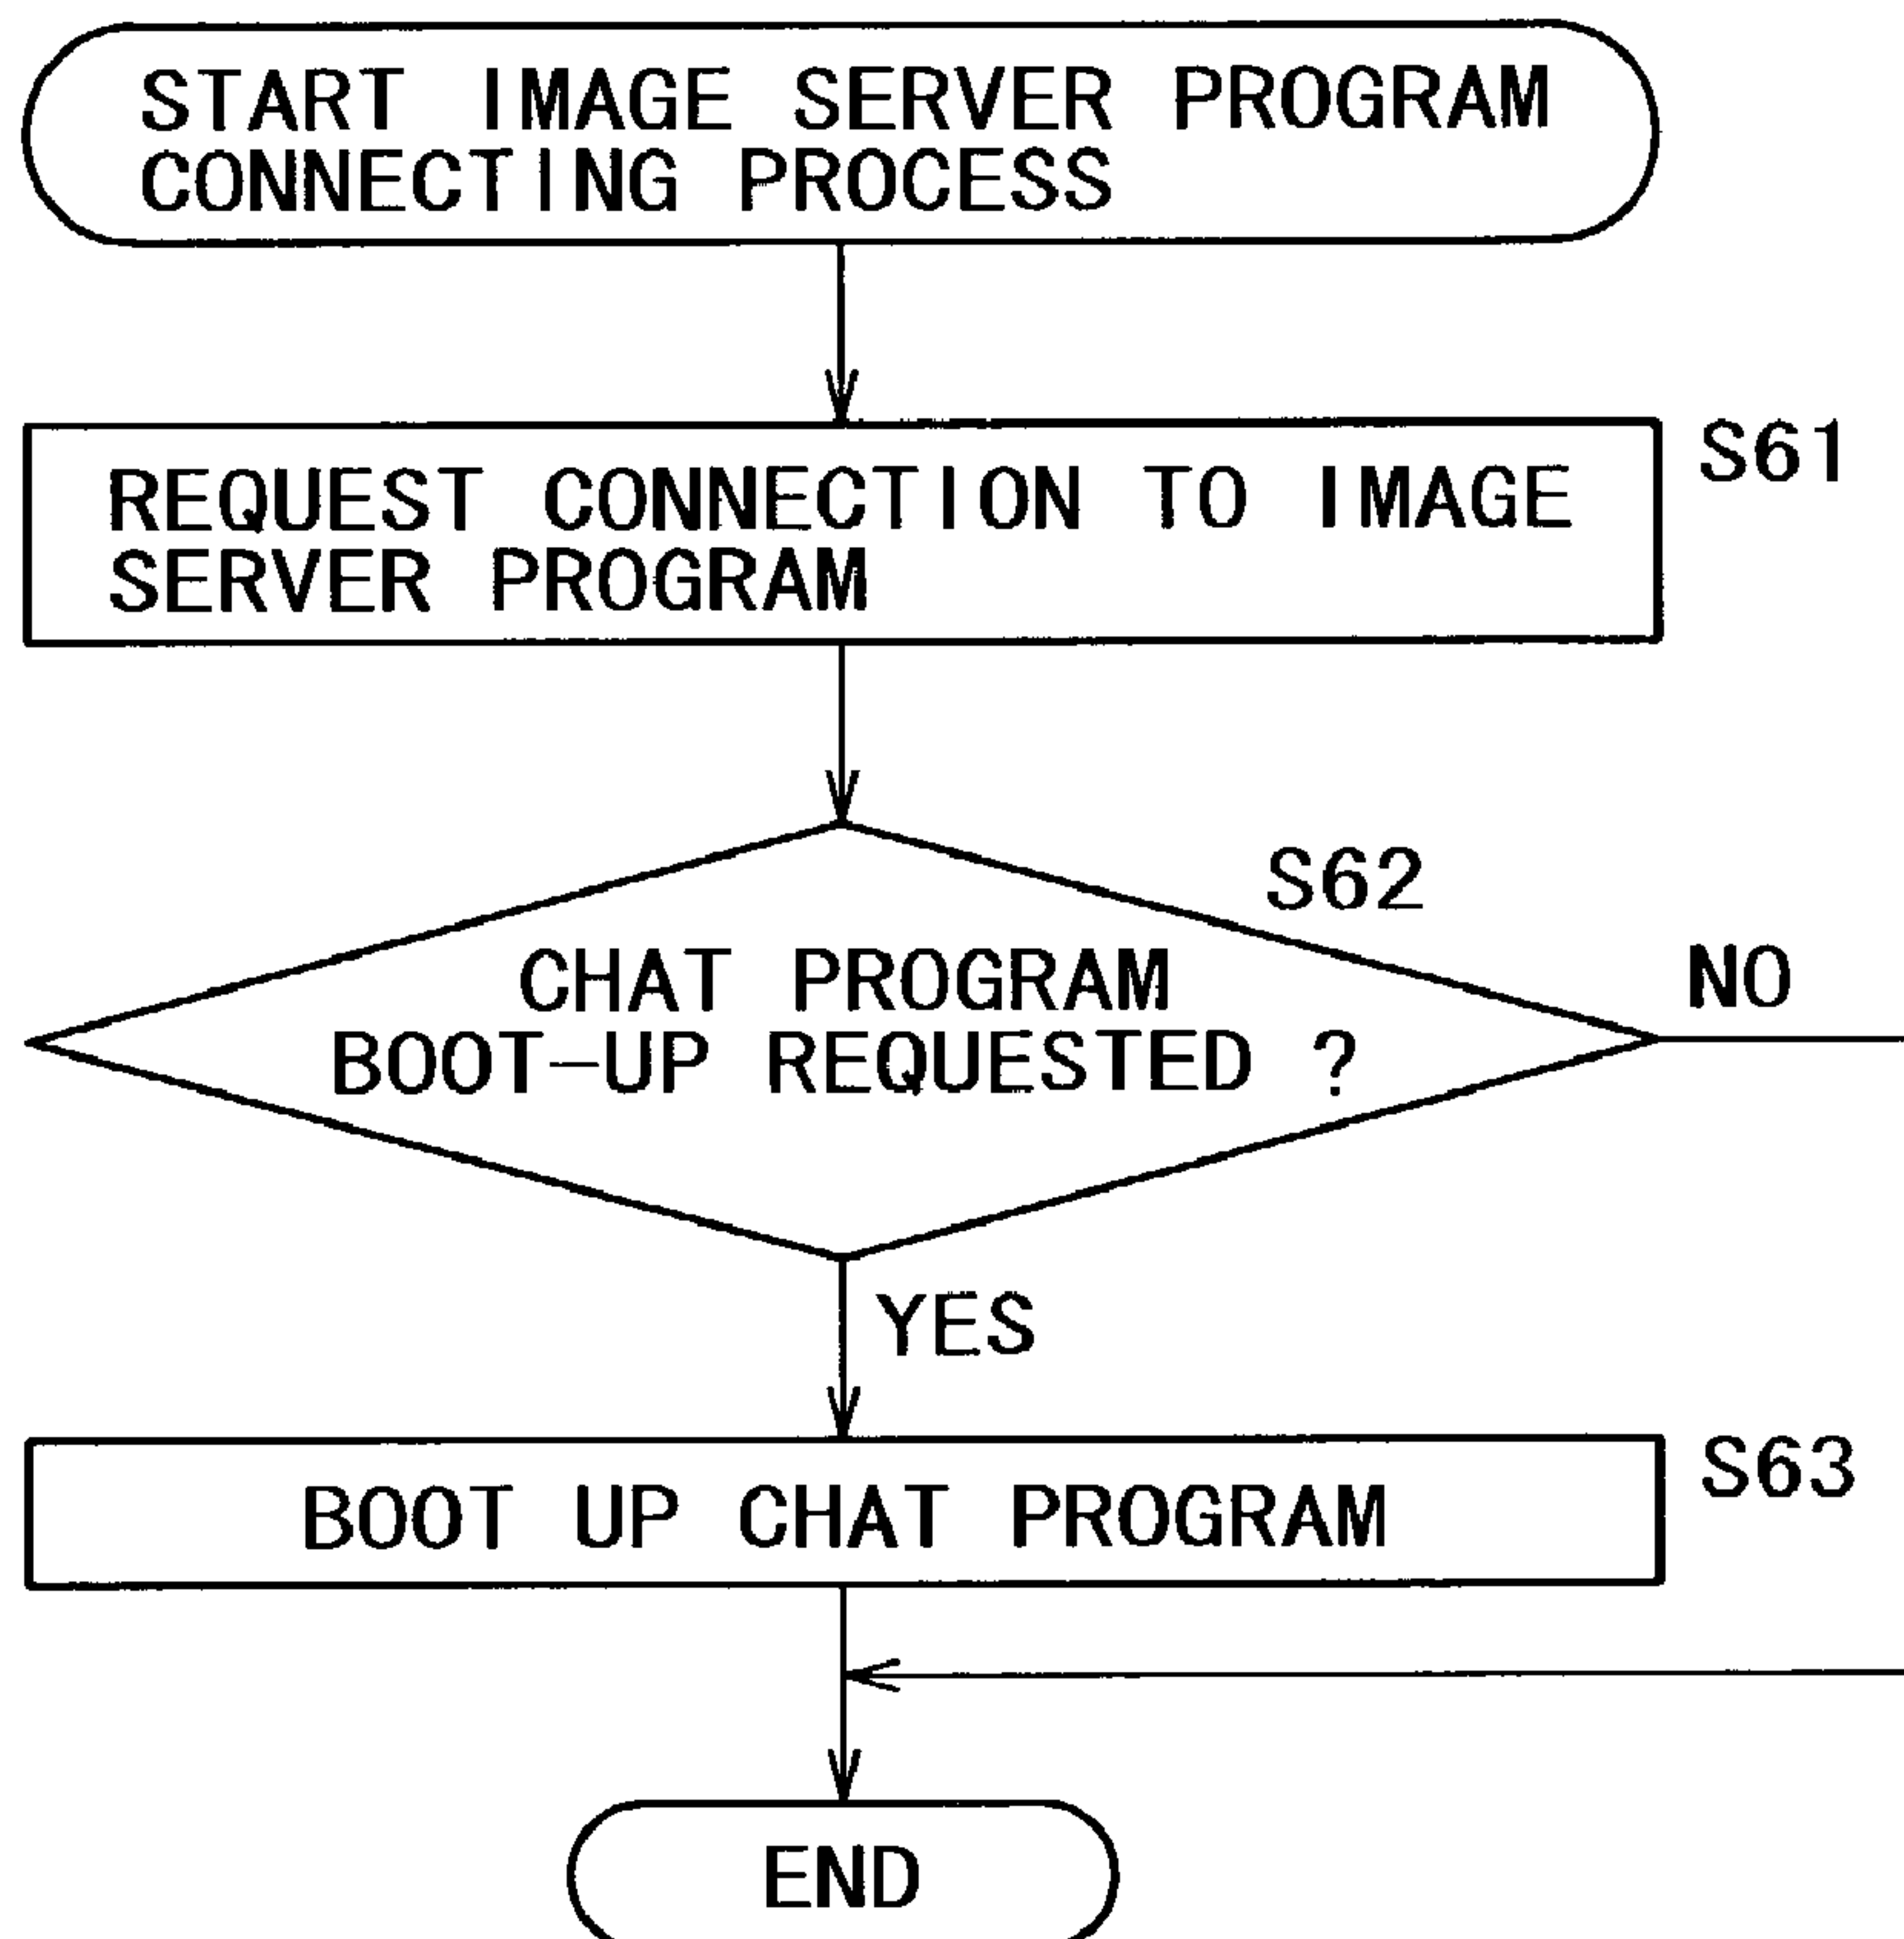 START IMAGE SERVER PROGRAM
CONNECTING PROCESS
REQUEST CONNECTION TO IMAGE
SERVER PROGRAM
S61
S62
CHAT PROGRAM
BOOT-UP REQUESTED ?
NO
YES
BOOT UP CHAT PROGRAM
S63
END